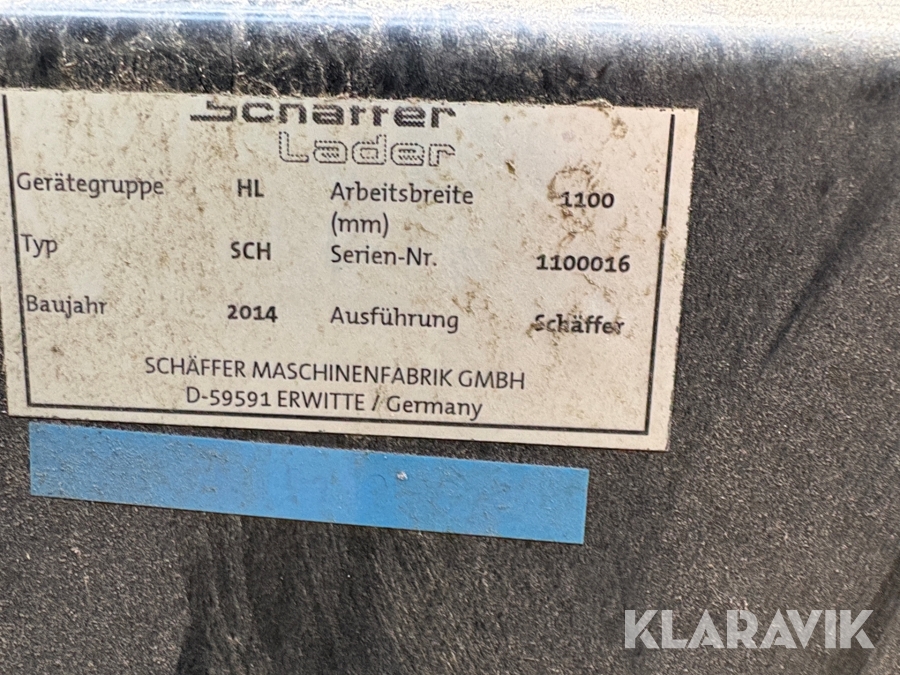 Schäffer
Lader
Gerätegruppe HL Arbeitsbreite (mm) 1100
Typ SCH Serien-Nr. 1100016
Baujahr 2014 Ausführung Schäffer
SCHÄFFER MASCHINENFABRIK GMBH
D-59591 ERWITTE / Germany
KLARAVIK